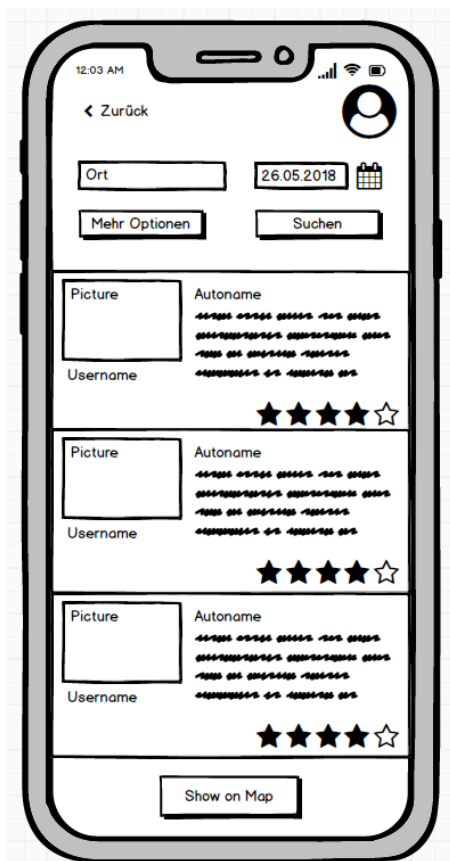 12:03 AM
Zurück
Ort
26.05.2018
Mehr Optionen
Suchen
Picture
Autoname
Username
Picture
Autoname
Username
Picture
Autoname
Username
Show on Map